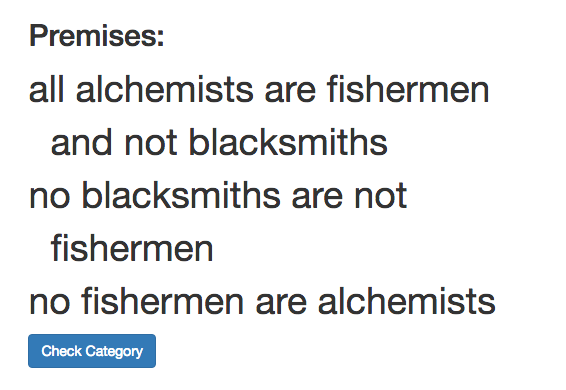 Premises:
all alchemists are fishermen
and not blacksmiths
no blacksmiths are not
fishermen
no fishermen are alchemists
Check Category